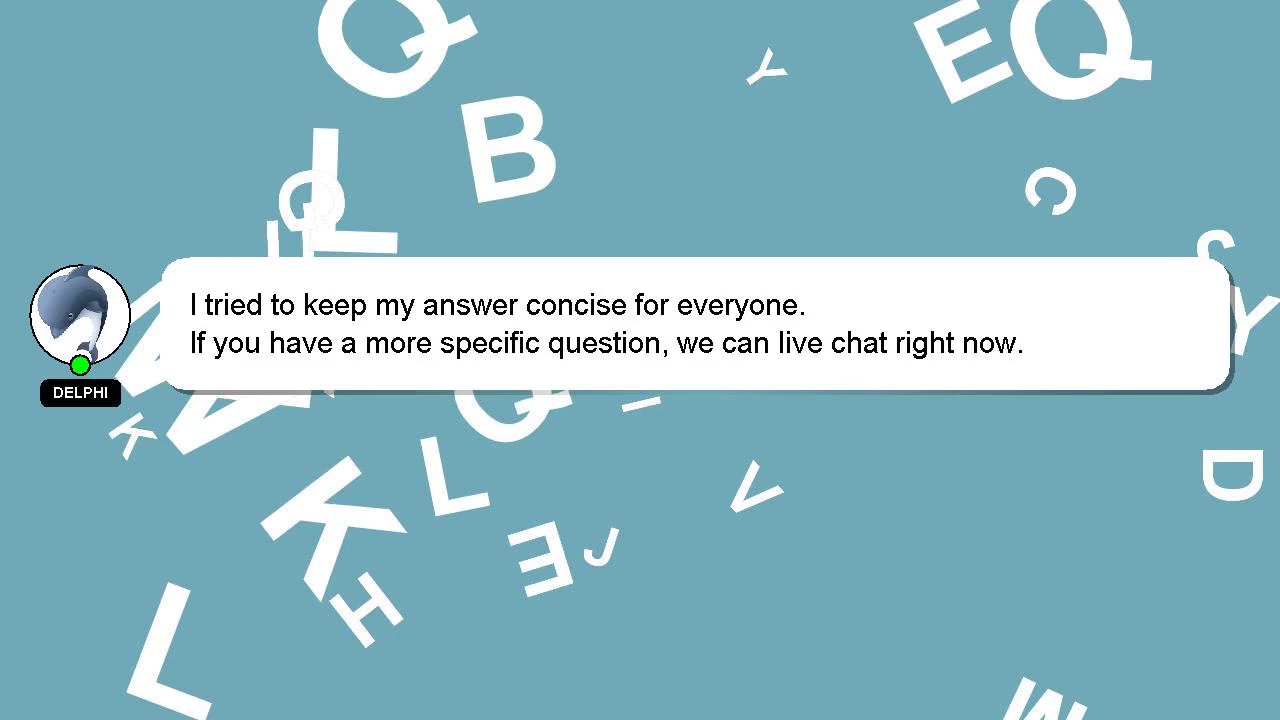 Q
E
Q
Y
B
I
Q
L
C
S
Y
I tried to keep my answer concise for everyone.
If you have a more specific question, we can live chat right now.
DELPHI
K
Q
I
L
K
V
D
E
J
H
L
W